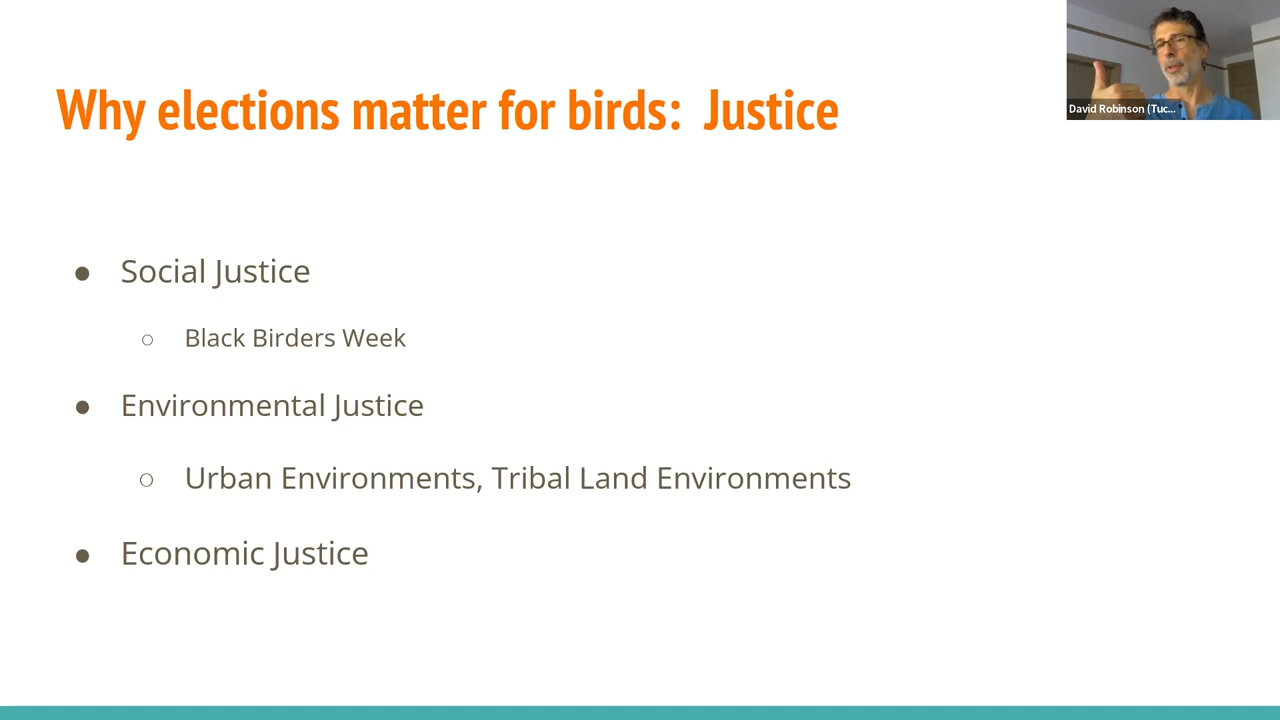 Why elections matter for birds: Justice
David Robinson (Tuc...
● Social Justice
○ Black Birders Week
● Environmental Justice
○ Urban Environments, Tribal Land Environments
● Economic Justice